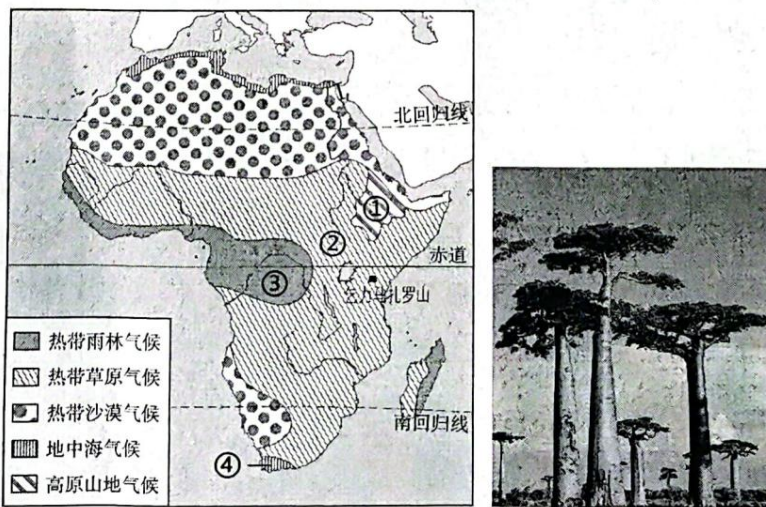 北回归线
①
②
赤道
③
乞力马扎罗山
热带雨林气候
热带草原气候
热带沙漠气候
南回归线
地中海气候
④
高原山地气候